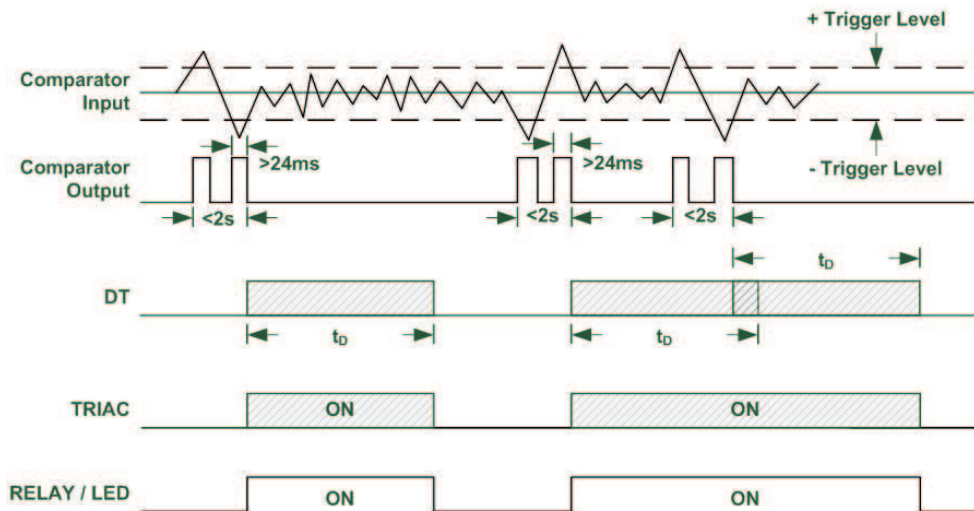 + Trigger Level
Comparator
Input
>24ms
>24ms
- Trigger Level
Comparator
Output
<2s
<2s
<2s
tD
DT
tD
tD
TRIAC
ON
ON
RELAY / LED
ON
ON